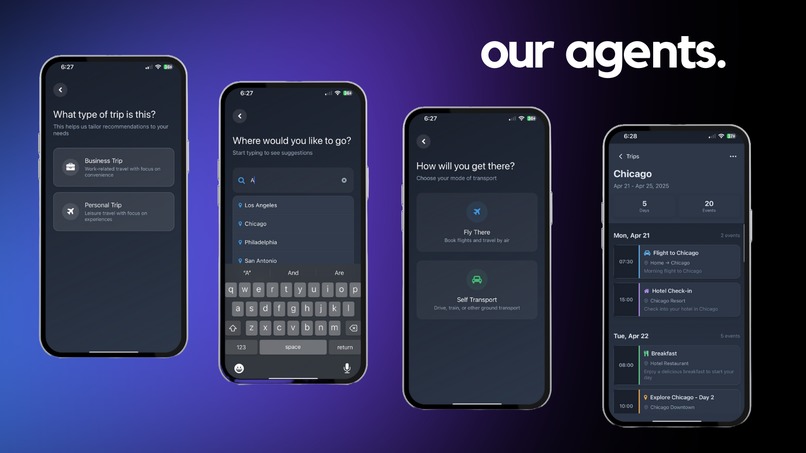 our agents.
6:27
What type of trip is this?
This helps us tailor recommendations to your
needs
Business Trip
Work-related travel with focus on
convenience
Personal Trip
Leisure travel with focus on
experiences
6:27
Where would you like to go?
Start typing to see suggestions
A
Los Angeles
Chicago
Philadelphia
San Antonio
"A" And Are
q w e r t y u i o p
a s d f g h j k l
z x c v b n m
123 space return
6:27
How will you get there?
Choose your mode of transport
Fly There
Book flights and travel by air
Self Transport
Drive, train, or other ground transport
6:28
Trips
Chicago
Apr 21 - Apr 25, 2025
5 20
Days Events
Mon, Apr 21 2 events
07:30 Flight to Chicago
Home → Chicago
Morning flight to Chicago
15:00 Hotel Check-in
Chicago Resort
Check into your hotel in Chicago
Tue, Apr 22 5 events
08:00 Breakfast
Hotel Restaurant
Enjoy a delicious breakfast to start your
day
10:00 Explore Chicago - Day 2
Chicago Downtown